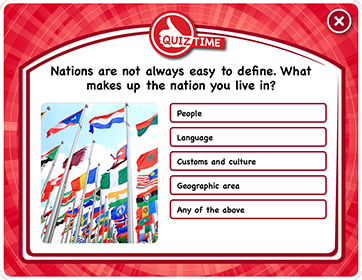 QUIZ TIME
Nations are not always easy to define. What
makes up the nation you live in?
People
Language
Customs and culture
Geographic area
Any of the above